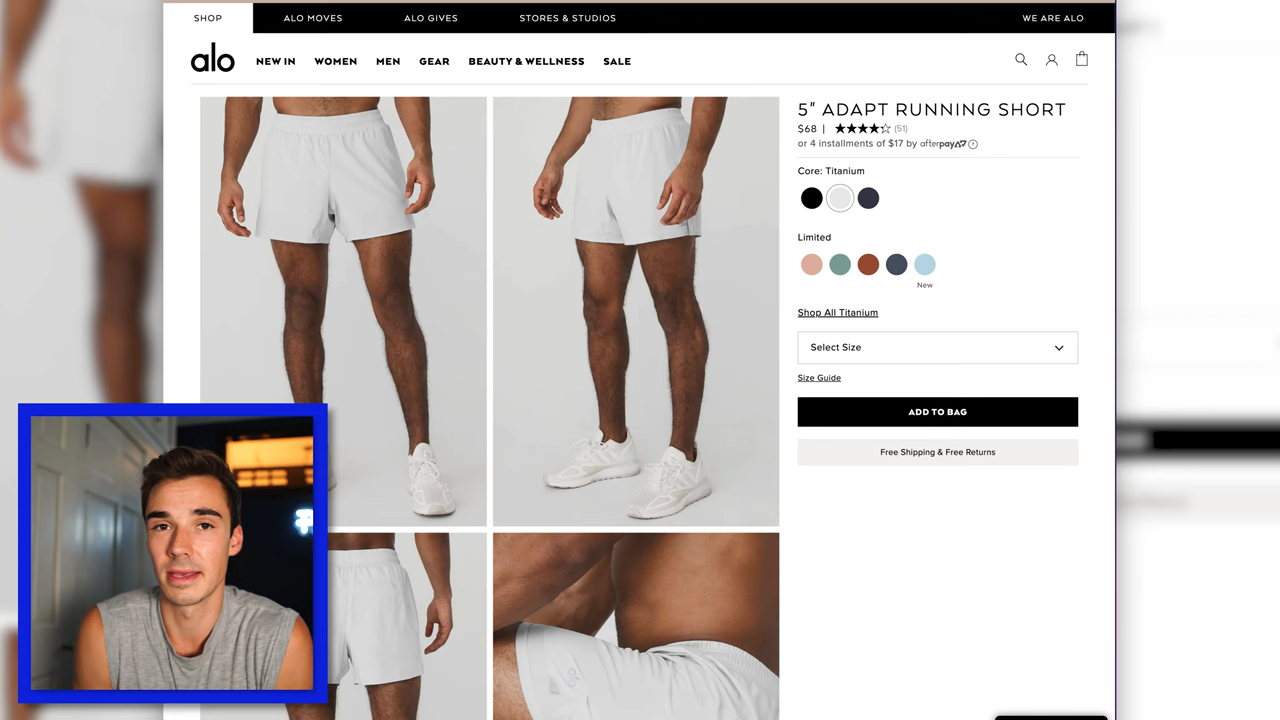 SHOP ALO MOVES ALO GIVES STORES & STUDIOS WE ARE ALO
alo NEW IN WOMEN MEN GEAR BEAUTY & WELLNESS SALE
5" ADAPT RUNNING SHORT
$68 | ★★★★☆ (51)
or 4 installments of $17 by afterpay
Core: Titanium
Limited
New
Shop All Titanium
Select Size
Size Guide
ADD TO BAG
Free Shipping & Free Returns